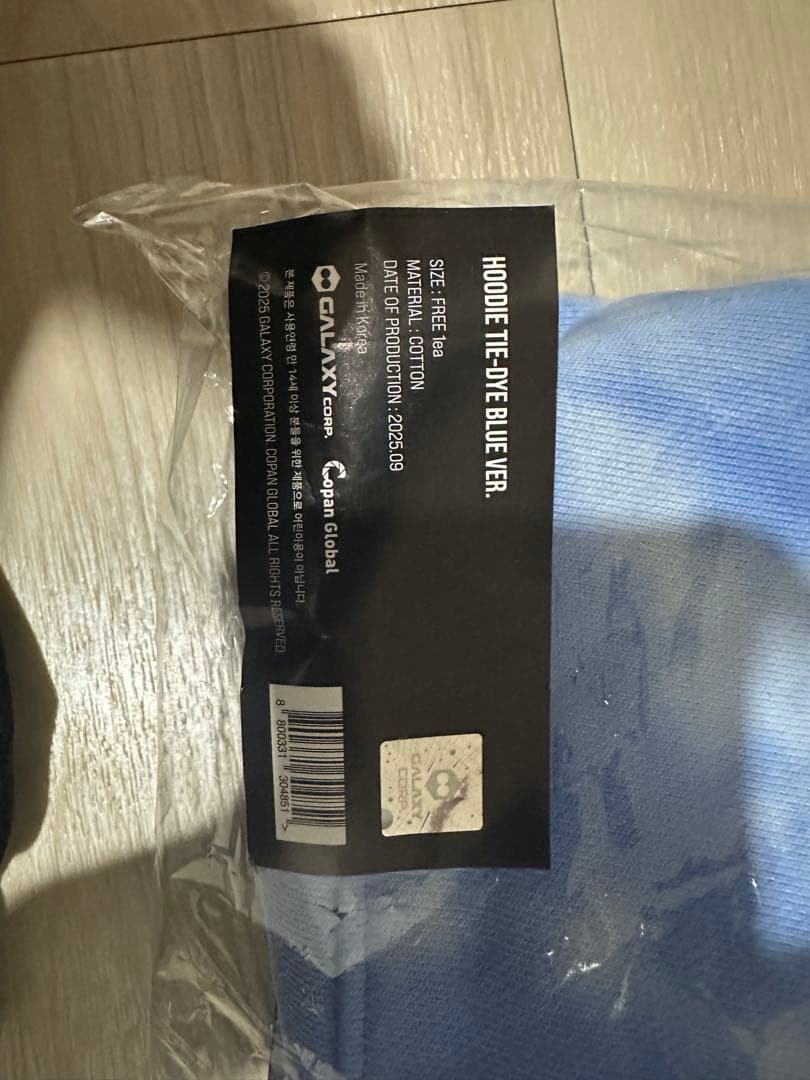 HOODIE TIE-DYE BLUE VER.
SIZE : FREE 1ea
MATERIAL : COTTON
DATE OF PRODUCTION : 2025.09
Made in Korea
GALAXY CORP. Copan Global
본 제품은 사용연령 만 14세 이상 분들을 위한 제품으로 어린이용이 아닙니다.
© 2025 GALAXY CORPORATION. COPAN GLOBAL ALL RIGHTS RESERVED.
8 800331 304851 >
GALAXY
CORP.